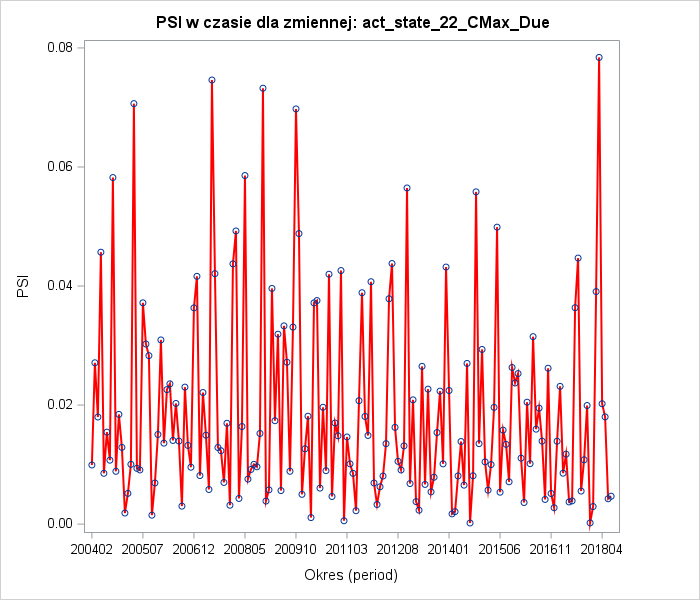 PSI w czasie dla zmiennej: act_state_22_CMax_Due
0.08
0.06
0.04
0.02
0.00
PSI
200402 200507 200612 200805 200910 201103 201208 201401 201506 201611 201804
Okres (period)